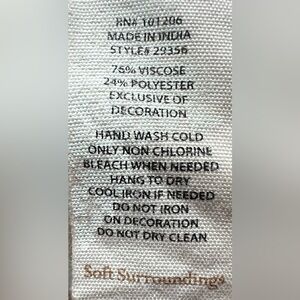 RN# 101206
MADE IN INDIA
STYLE# 29356
76% VISCOSE
24% POLYESTER
EXCLUSIVE OF
DECORATION
HAND WASH COLD
ONLY NON CHLORINE
BLEACH WHEN NEEDED
HANG TO DRY
COOL IRON IF NEEDED
DO NOT IRON
ON DECORATION
DO NOT DRY CLEAN
Soft Surroundings